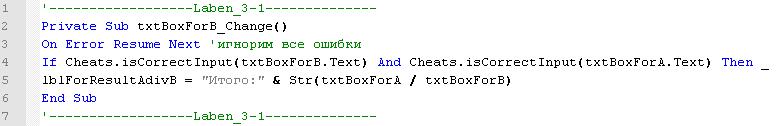 1 '------------------Laben_3-1--------------
2 Private Sub txtBoxForB_Change()
3 On Error Resume Next 'игнорим все ошибки
4 If Cheats.isCorrectInput(txtBoxForB.Text) And Cheats.isCorrectInput(txtBoxForA.Text) Then _
5 lblForResultAdivB = "Итого:" & Str(txtBoxForA / txtBoxForB)
6 End Sub
7 '------------------Laben_3-1--------------